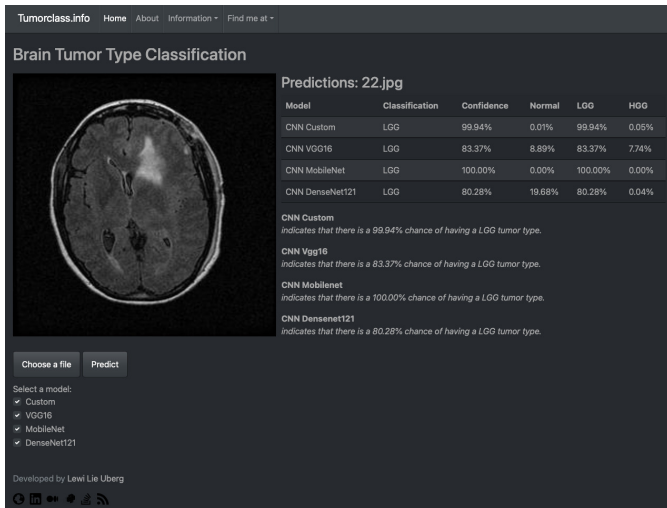 Tumorclass.info Home About Information Find me at
Brain Tumor Type Classification
Predictions: 22.jpg
Model Classification Confidence Normal LGG HGG
CNN Custom LGG 99.94% 0.01% 99.94% 0.05%
CNN VGG16 LGG 83.37% 8.89% 83.37% 7.74%
CNN MobileNet LGG 100.00% 0.00% 100.00% 0.00%
CNN DenseNet121 LGG 80.28% 19.68% 80.28% 0.04%
CNN Custom
indicates that there is a 99.94% chance of having a LGG tumor type.
CNN Vgg16
indicates that there is a 83.37% chance of having a LGG tumor type.
CNN Mobilenet
indicates that there is a 100.00% chance of having a LGG tumor type.
CNN Densenet121
indicates that there is a 80.28% chance of having a LGG tumor type.
Choose a file Predict
Select a model:
Custom
VGG16
MobileNet
DenseNet121
Developed by Lewi Lie Uberg